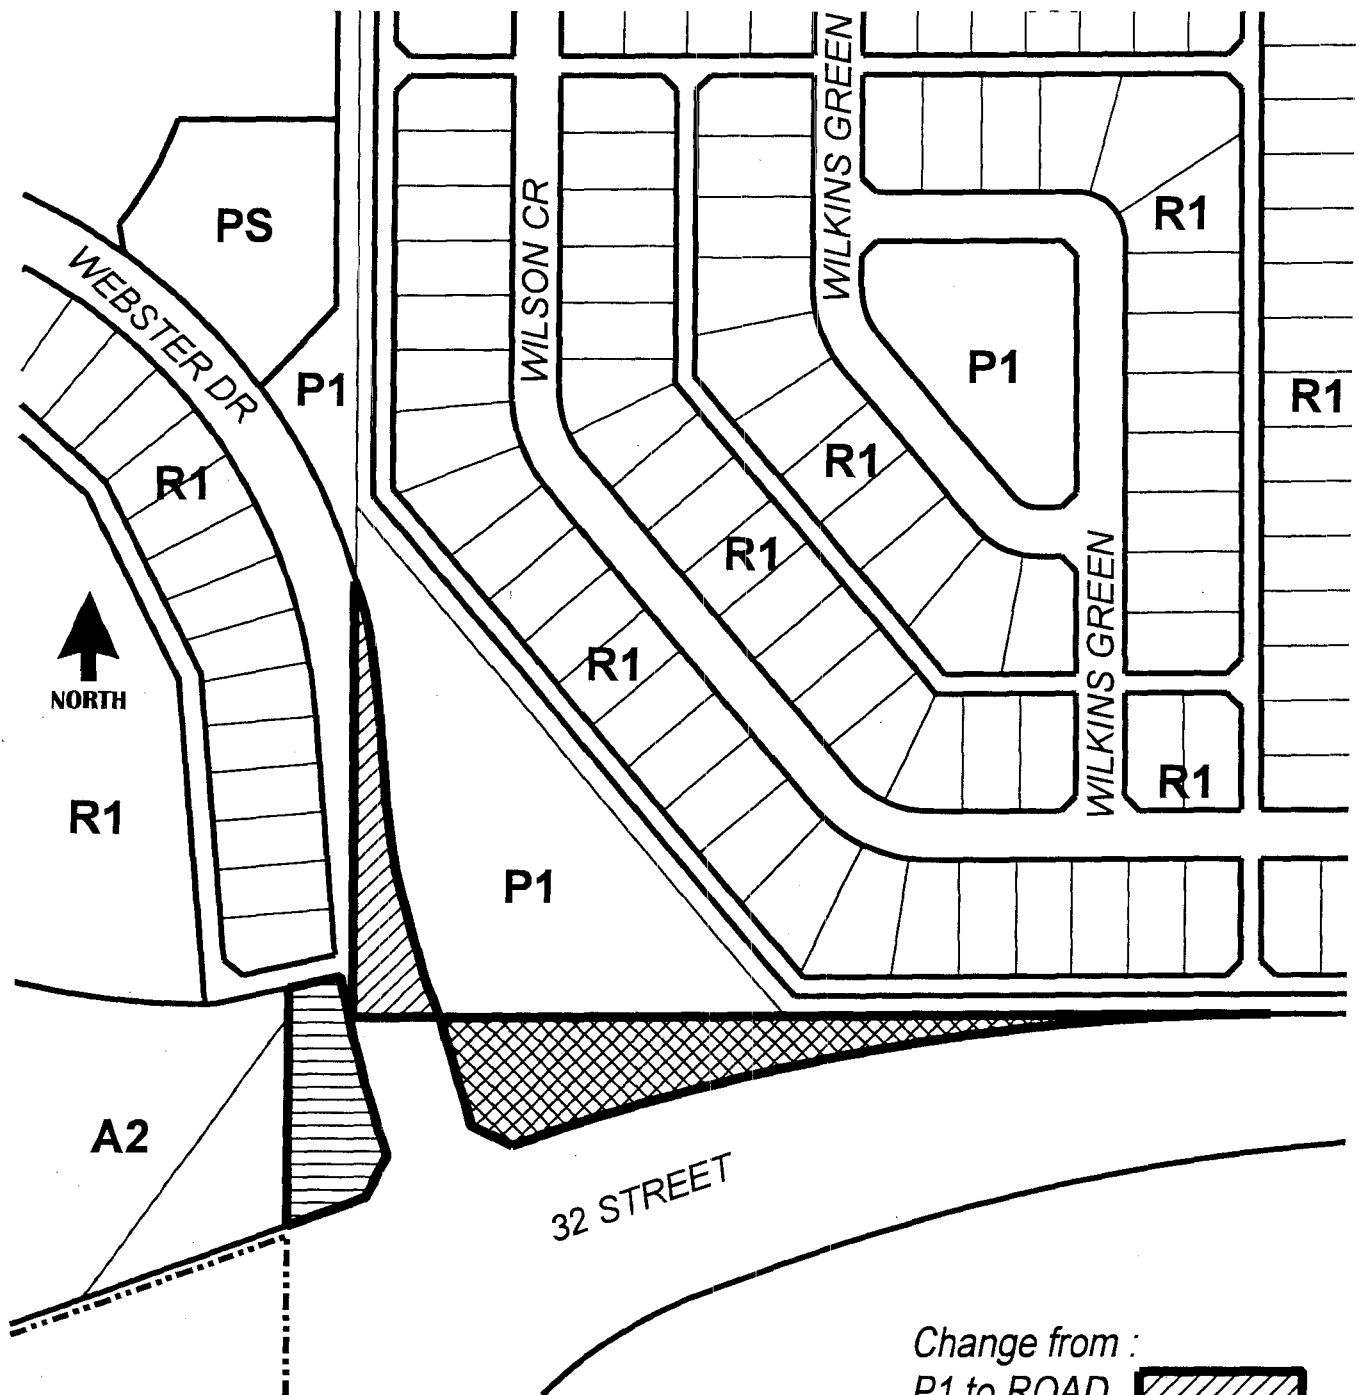 WILKINS GREEN
PS
R1
WILSON CR
WEBSTER DR
P1
P1
R1
R1
R1
R1
WILKINS GREEN
R1
NORTH
R1
R1
P1
A2
32 STREET
Change from :
P1 to ROAD